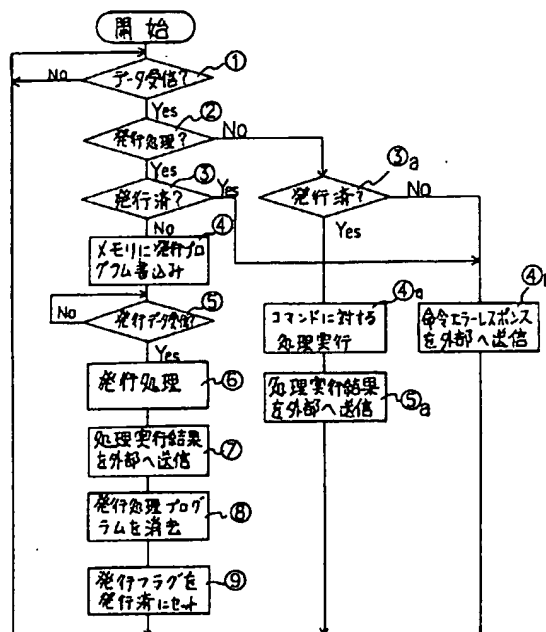 開始
①
データ受信?
No
Yes
②
発行処理?
No
Yes
③
発行済?
Yes
No
③a
発行済?
No
Yes
④
メモリに発行プロ
グラム書込み
⑤
発行データ受信?
No
Yes
④a
コマンドに対する
処理実行
命令エラーレスポンス
を外部へ送信
⑥
発行処理
処理実行結果
を外部へ送信
⑤a
処理実行結果
を外部へ送信
⑦
発行処理プログ
ラムを消去
⑧
発行フラグを
発行済にセット
⑨